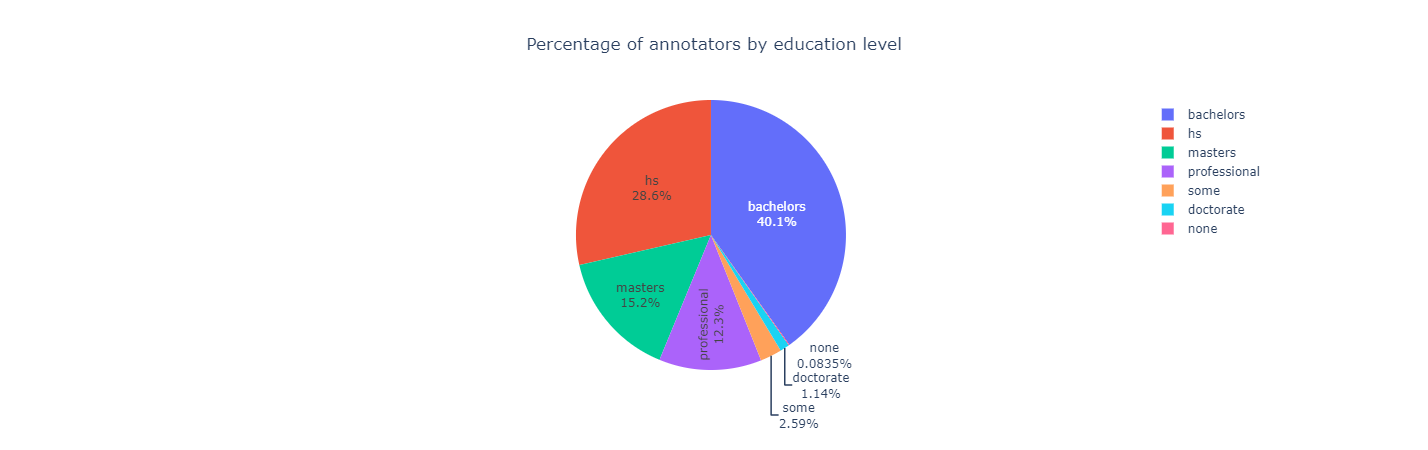 Percentage of annotators by education level
hs
28.6%
bachelors
40.1%
masters
15.2%
professional
12.3%
none
0.0835%
doctorate
1.14%
some
2.59%
bachelors
hs
masters
professional
some
doctorate
none